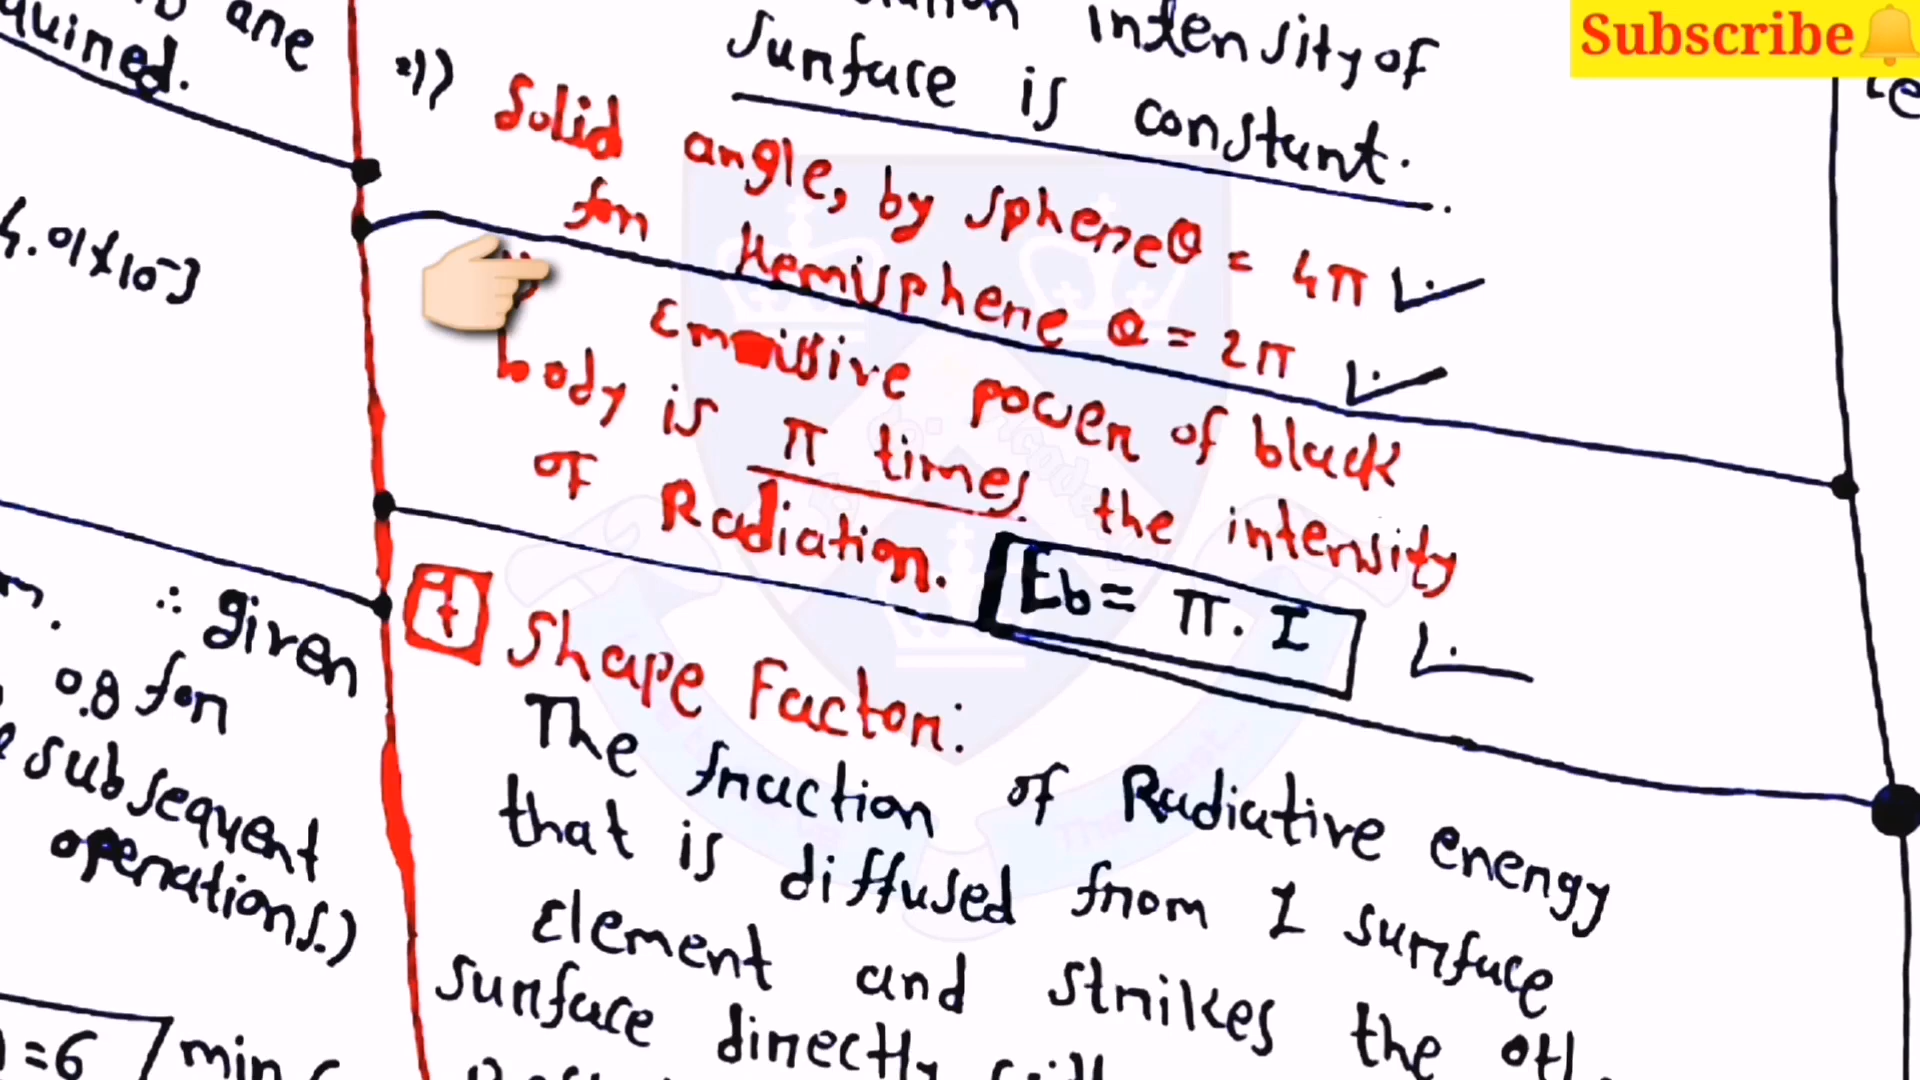 Subscribe
are
quired.
intensity of
surface is constant.
Solid angle, by sphere θ = 4π
for Hemisphere θ = 2π
Emissive power of black
body is π times the intensity
of Radiation. Eb = π. I
4.01×10⁻³
∴ given
0.8 for
subsequent
operations.)
=6 min
Shape Factor:
The fraction of Radiative energy
that is diffused from 1 surface
Element and strikes the
surface directly